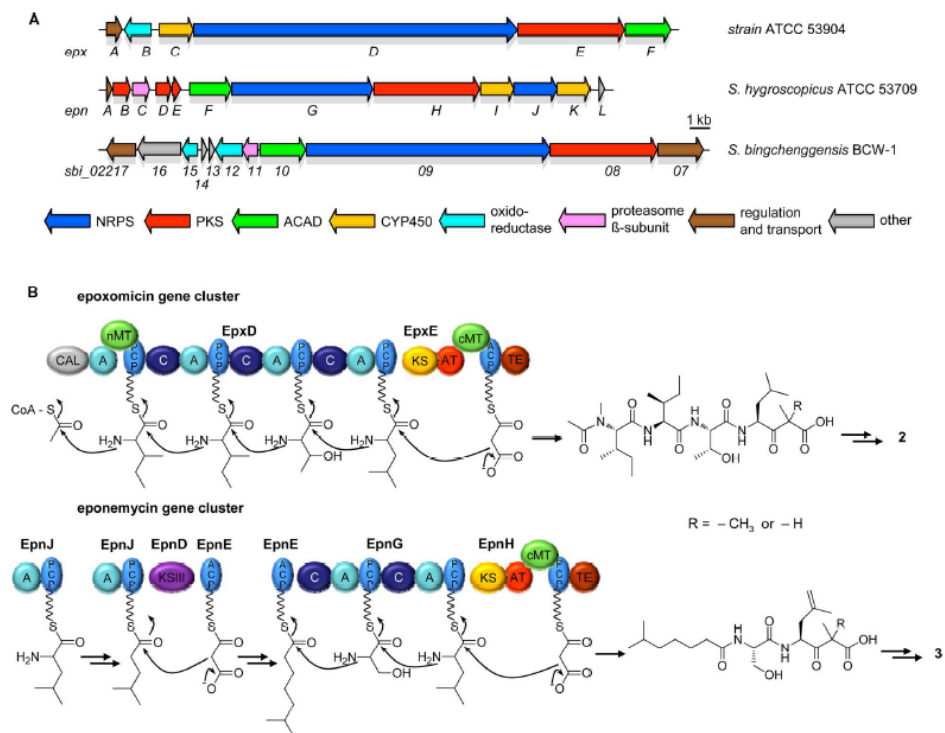 A
epx A B C D E F strain ATCC 53904
epn A B C D E F G H I J K L S. hygroscopicus ATCC 53709
1 kb
sbi_02217 16 15 14 13 12 11 10 09 08 07 S. bingchenggensis BCW-1
NRPS PKS ACAD CYP450 oxido-reductase proteasome ß-subunit regulation and transport other
B
epoxomicin gene cluster
EpxD EpxE
CAL A nMT PCP C A PCP C A PCP C A PCP KS AT cMT ACP TE
CoA - S S S S S S
O O O O O O
H₂N H₂N H₂N H₂N O
OH O⁻ O
N O H N O H N O R OH
O N H O OH O O
2
R = – CH₃ or – H
eponemycin gene cluster
EpnJ EpnJ EpnD EpnE EpnE EpnG EpnH
A PCP A PCP KSIII ACP ACP C A PCP C A PCP KS AT cMT PCP TE
S S S S S S S
O O O O O O O
H₂N O⁻ O H₂N OH H₂N O⁻ O
O H N O N H O R OH O
OH
3